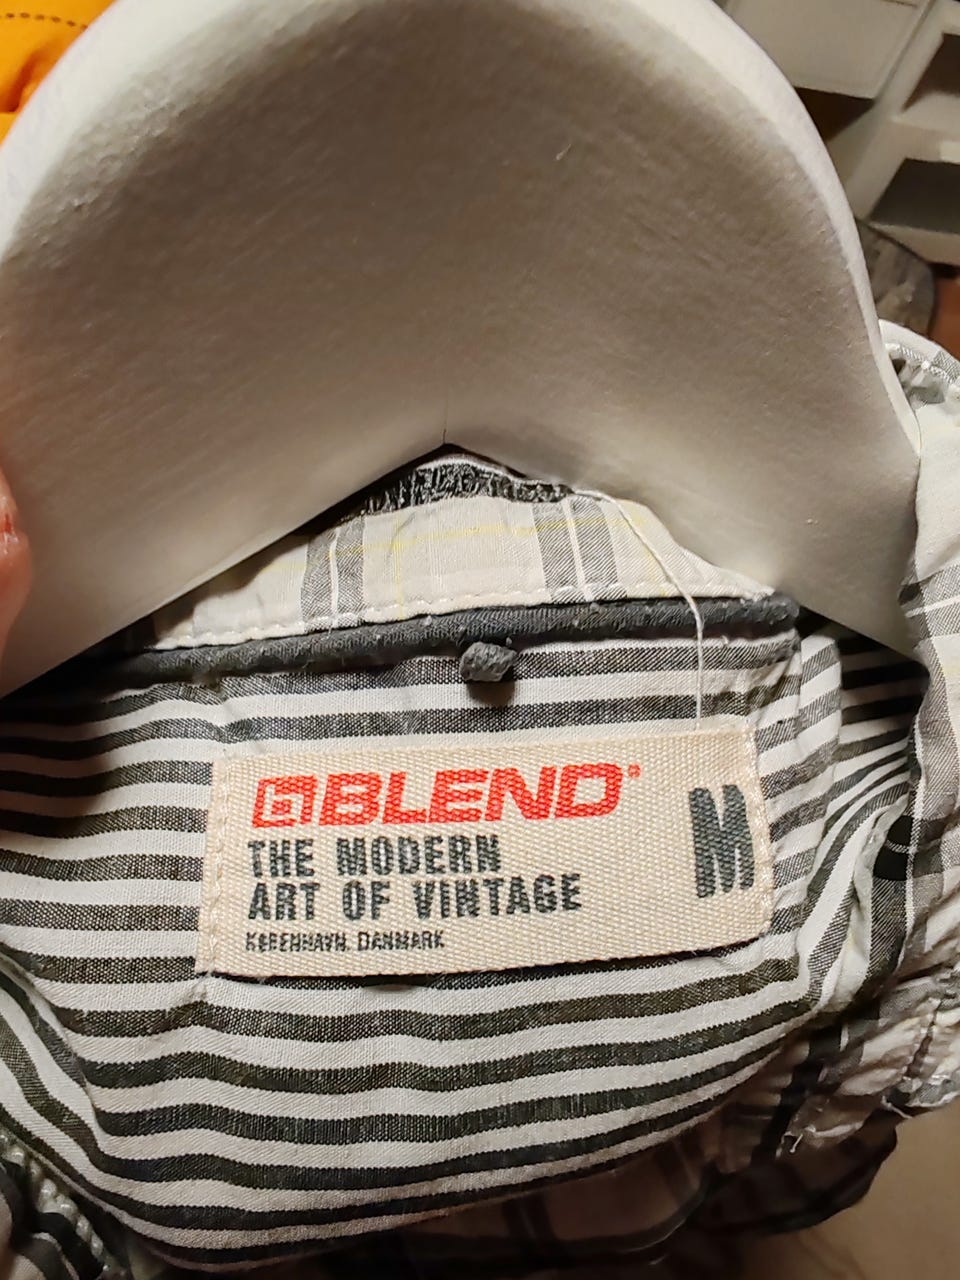 BLEND®
THE MODERN
ART OF VINTAGE
KØBENHAVN, DANMARK
M